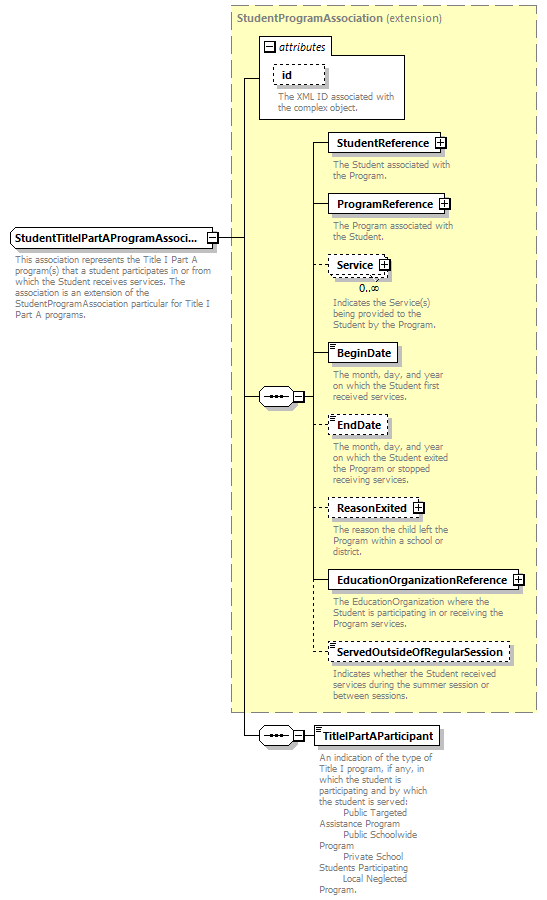 StudentProgramAssociation (extension)
attributes
id
The XML ID associated with
the complex object.
StudentReference
The Student associated with
the Program.
ProgramReference
The Program associated with
the Student.
StudentTitleIPartAProgramAssoci...
This association represents the Title I Part A
program(s) that a student participates in or from
which the Student receives services. The
association is an extension of the
StudentProgramAssociation particular for Title I
Part A programs.
Service
0..∞
Indicates the Service(s)
being provided to the
Student by the Program.
BeginDate
The month, day, and year
on which the Student first
received services.
EndDate
The month, day, and year
on which the Student exited
the Program or stopped
receiving services.
ReasonExited
The reason the child left the
Program within a school or
district.
EducationOrganizationReference
The EducationOrganization where the
Student is participating in or receiving the
Program services.
ServedOutsideOfRegularSession
Indicates whether the Student received
services during the summer session or
between sessions.
TitleIPartAParticipant
An indication of the type of
Title I program, if any, in
which the student is
participating and by which
the student is served:
Public Targeted
Assistance Program
Public Schoolwide
Program
Private School
Students Participating
Local Neglected
Program.